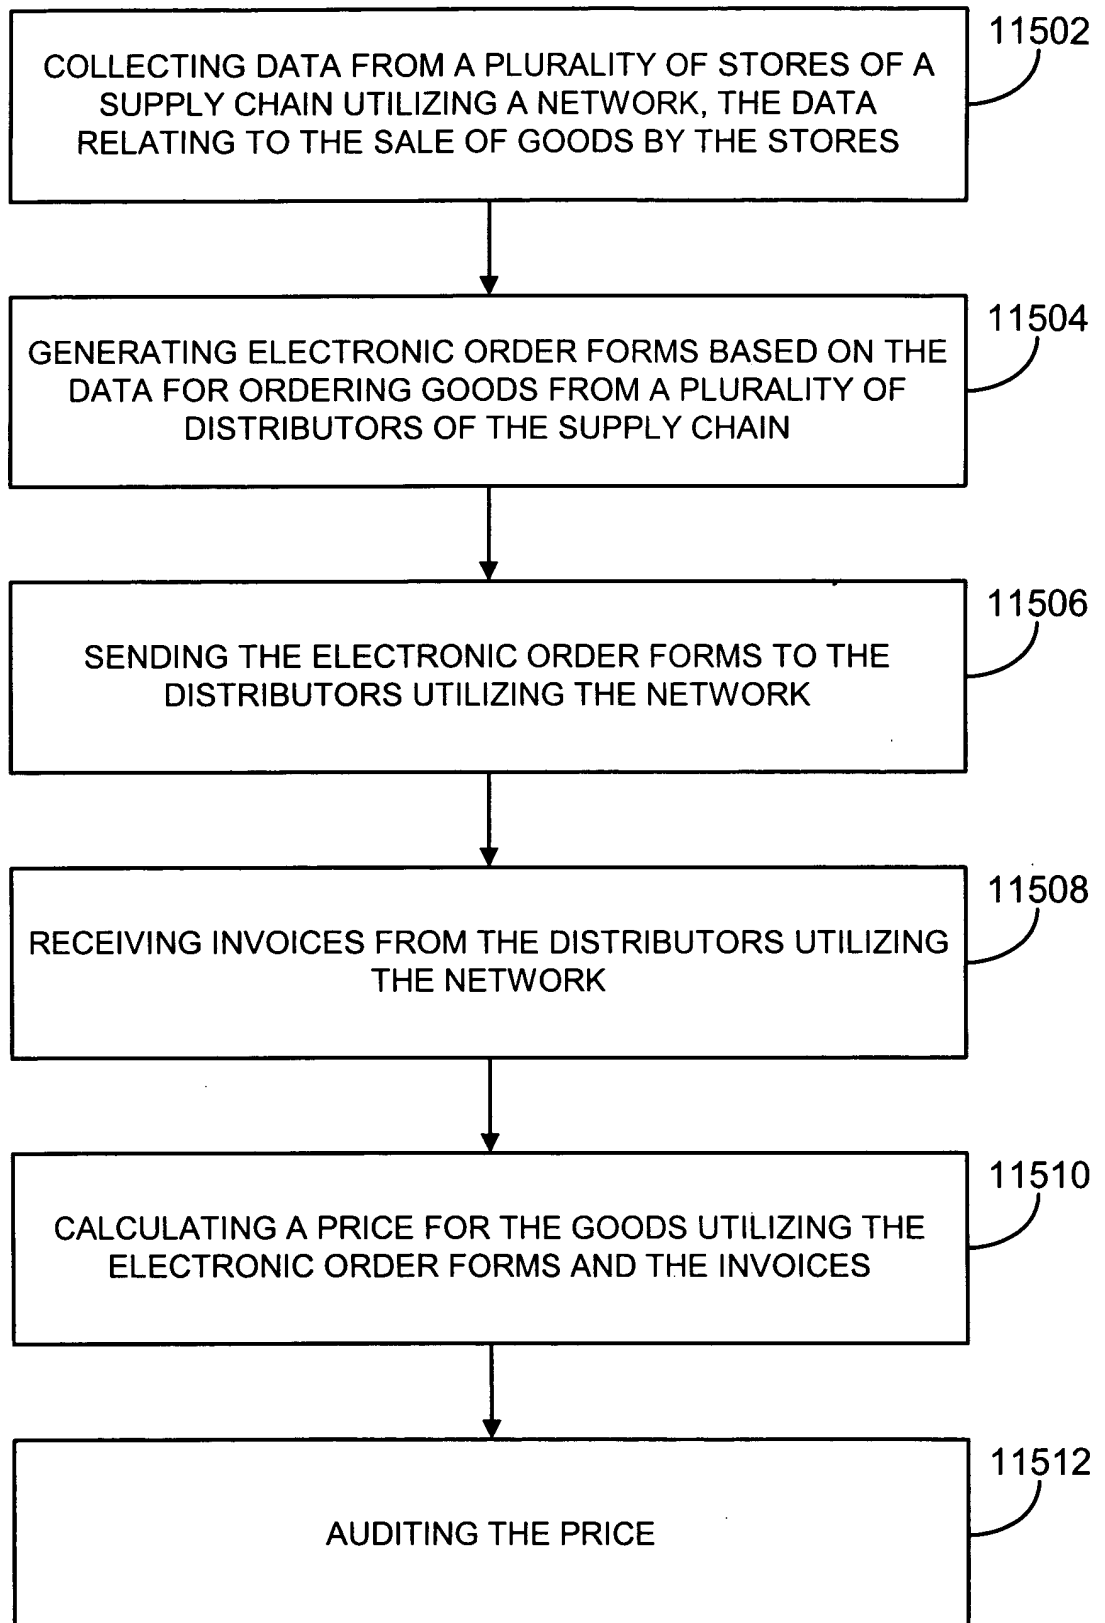 11502
COLLECTING DATA FROM A PLURALITY OF STORES OF A
SUPPLY CHAIN UTILIZING A NETWORK, THE DATA
RELATING TO THE SALE OF GOODS BY THE STORES
11504
GENERATING ELECTRONIC ORDER FORMS BASED ON THE
DATA FOR ORDERING GOODS FROM A PLURALITY OF
DISTRIBUTORS OF THE SUPPLY CHAIN
11506
SENDING THE ELECTRONIC ORDER FORMS TO THE
DISTRIBUTORS UTILIZING THE NETWORK
11508
RECEIVING INVOICES FROM THE DISTRIBUTORS UTILIZING
THE NETWORK
11510
CALCULATING A PRICE FOR THE GOODS UTILIZING THE
ELECTRONIC ORDER FORMS AND THE INVOICES
11512
AUDITING THE PRICE